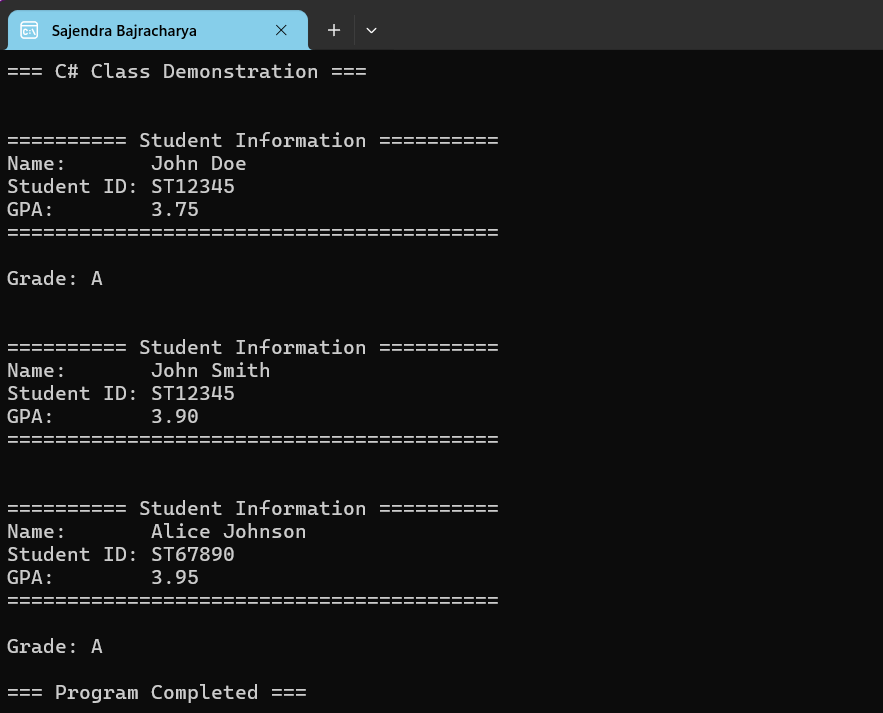 Sajendra Bajracharya
=== C# Class Demonstration ===
========== Student Information ==========
Name:       John Doe
Student ID: ST12345
GPA:        3.75
=========================================
Grade: A
========== Student Information ==========
Name:       John Smith
Student ID: ST12345
GPA:        3.90
=========================================
========== Student Information ==========
Name:       Alice Johnson
Student ID: ST67890
GPA:        3.95
=========================================
Grade: A
=== Program Completed ===